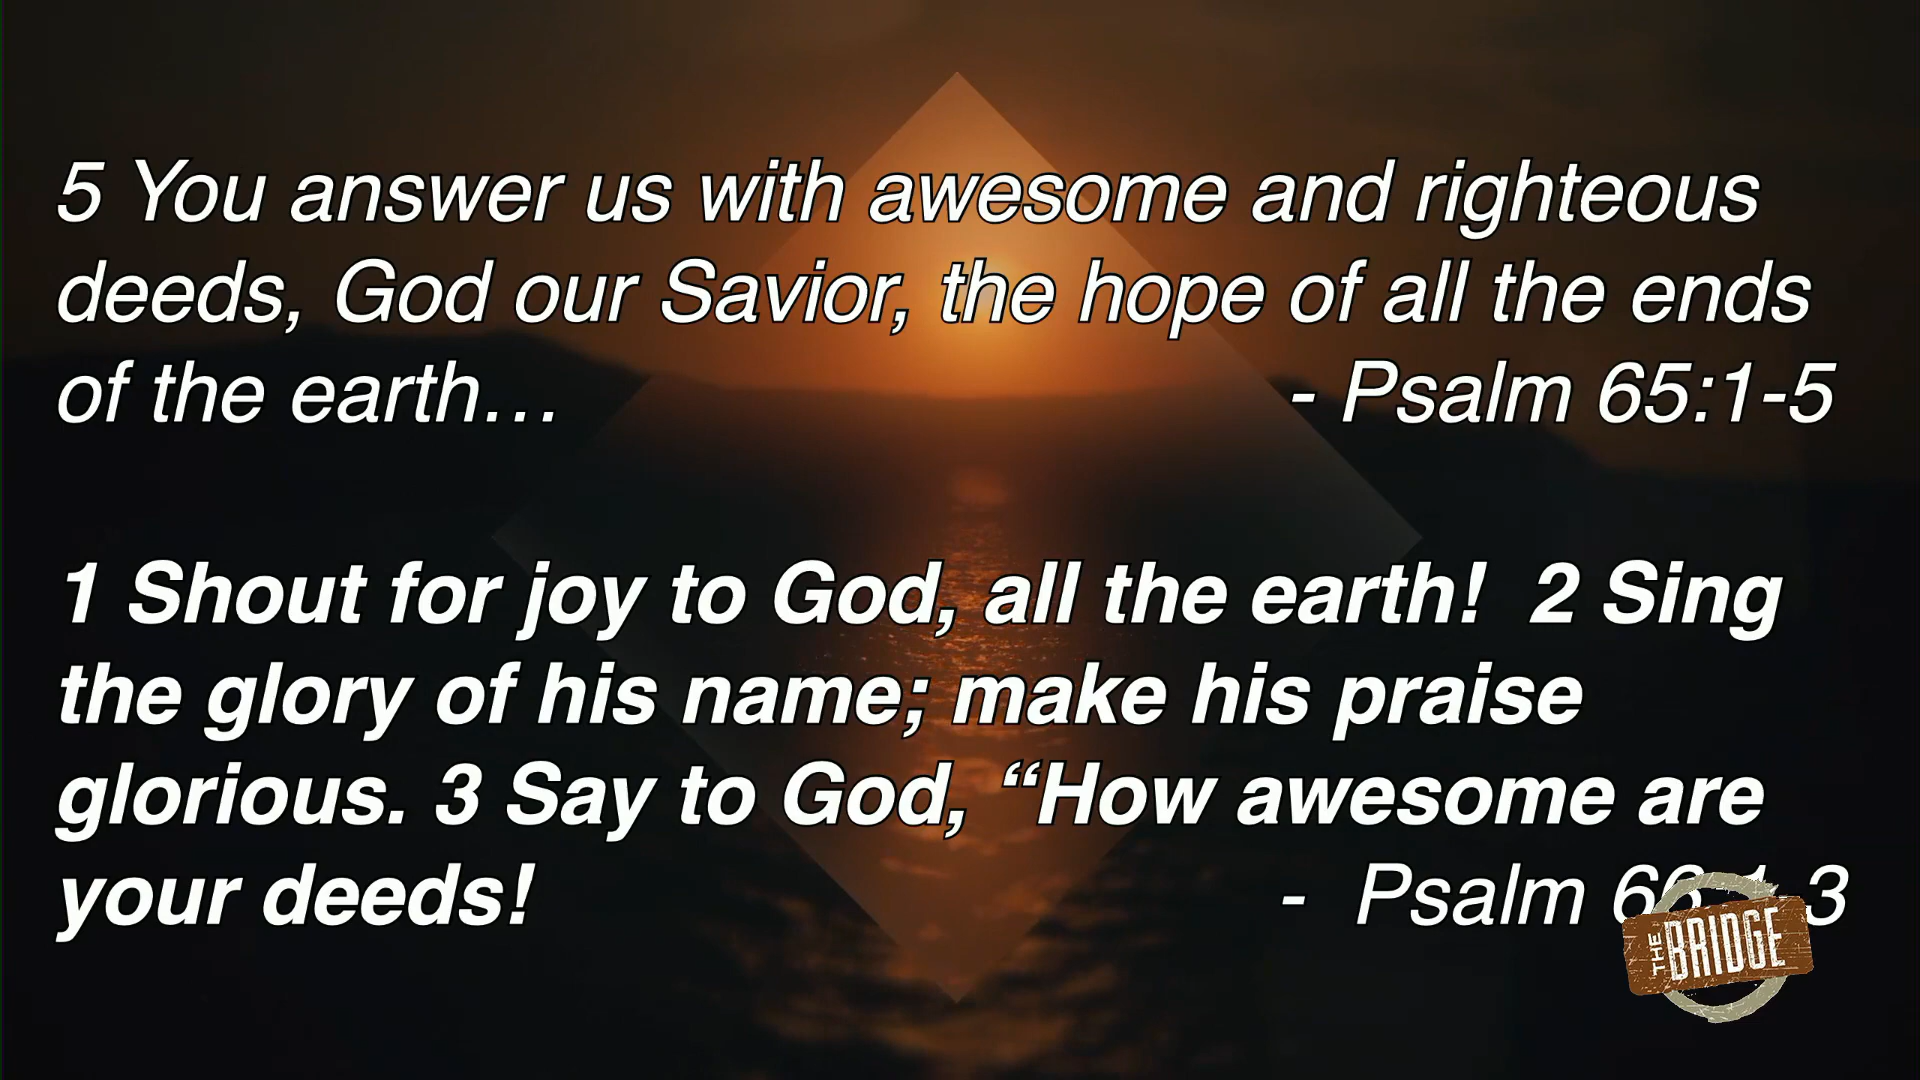 5 You answer us with awesome and righteous
deeds, God our Savior, the hope of all the ends
of the earth… - Psalm 65:1-5
1 Shout for joy to God, all the earth!  2 Sing
the glory of his name; make his praise
glorious. 3 Say to God, “How awesome are
your deeds! -  Psalm 66:1-3
THE BRIDGE